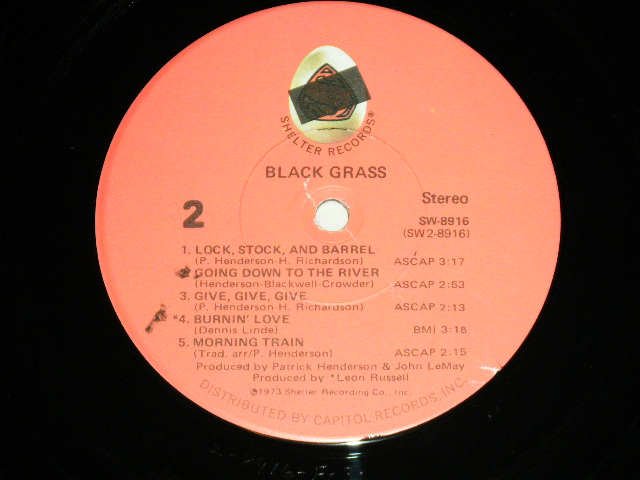 SHELTER RECORDS®
BLACK GRASS
2
Stereo
SW-8916
(SW2-8916)
1. LOCK, STOCK, AND BARREL
(P. Henderson-H. Richardson) ASCAP 3:17
GOING DOWN TO THE RIVER
(Henderson-Blackwell-Crowder) ASCAP 2:53
3. GIVE, GIVE, GIVE
(P. Henderson-H. Richardson) ASCAP 2:13
*4. BURNIN' LOVE
(Dennis Linde) BMI 3:18
5. MORNING TRAIN
(Trad. arr/P. Henderson) ASCAP 2:15
Produced by Patrick Henderson & John LeMay
Produced by *Leon Russell
℗1973 Shelter Recording Co., Inc.
DISTRIBUTED BY CAPITOL RECORDS, INC.